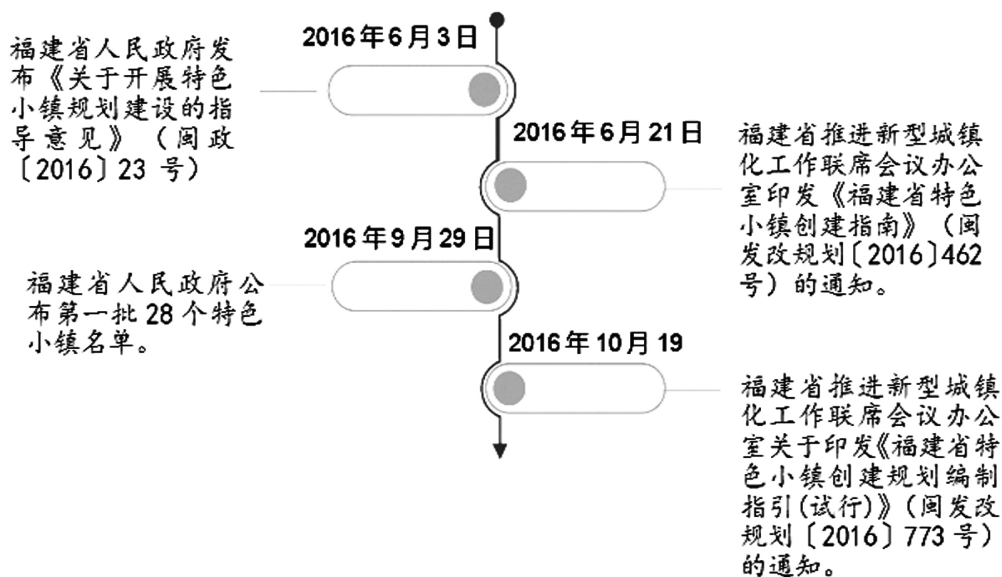 2016年6月3日
福建省人民政府发
布《关于开展特色
小镇规划建设的指
导意见》（闽政
〔2016〕23 号）
2016年6月21日
福建省推进新型城镇
化工作联席会议办公
室印发《福建省特色
小镇创建指南》（闽
发改规划〔2016〕462
号）的通知。
2016年9月29日
福建省人民政府公
布第一批28个特色
小镇名单。
2016年10月19
福建省推进新型城镇
化工作联席会议办公
室关于印发《福建省特
色小镇创建规划编制
指引(试行)》（闽发改
规划〔2016〕773号）
的通知。